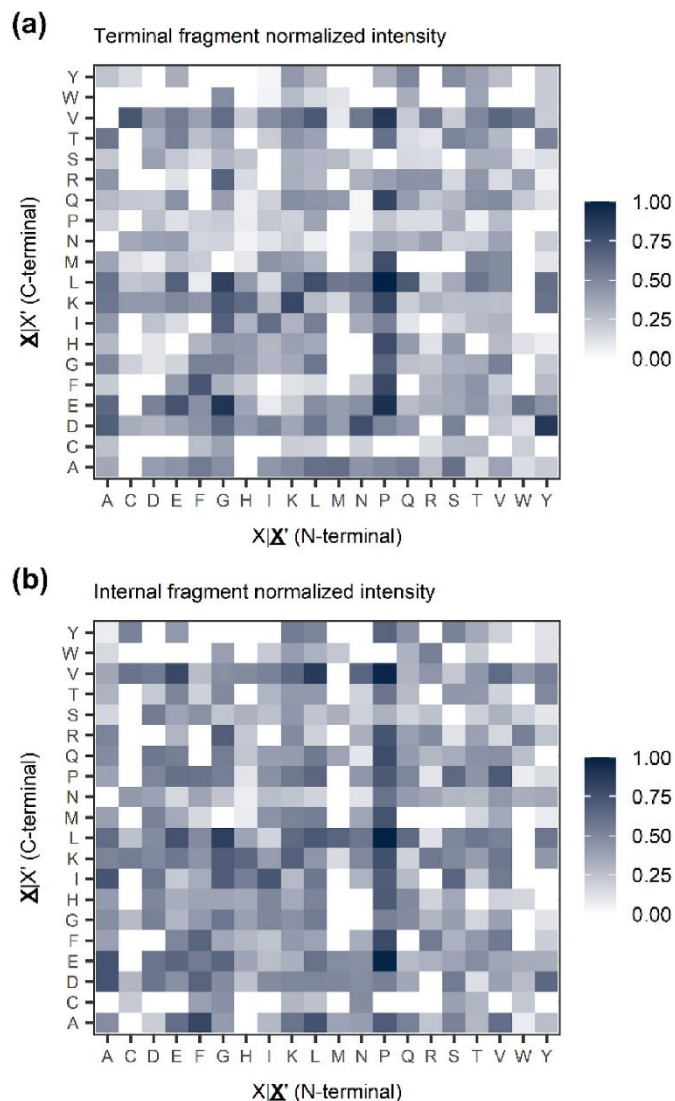 (a)
Terminal fragment normalized intensity
X|X' (C-terminal)
Y
W
V
T
S
R
Q
P
N
M
L
K
I
H
G
F
E
D
C
A
A C D E F G H I K L M N P Q R S T V W Y
X|X' (N-terminal)
1.00
0.75
0.50
0.25
0.00
(b)
Internal fragment normalized intensity
X|X' (C-terminal)
Y
W
V
T
S
R
Q
P
N
M
L
K
I
H
G
F
E
D
C
A
A C D E F G H I K L M N P Q R S T V W Y
X|X' (N-terminal)
1.00
0.75
0.50
0.25
0.00